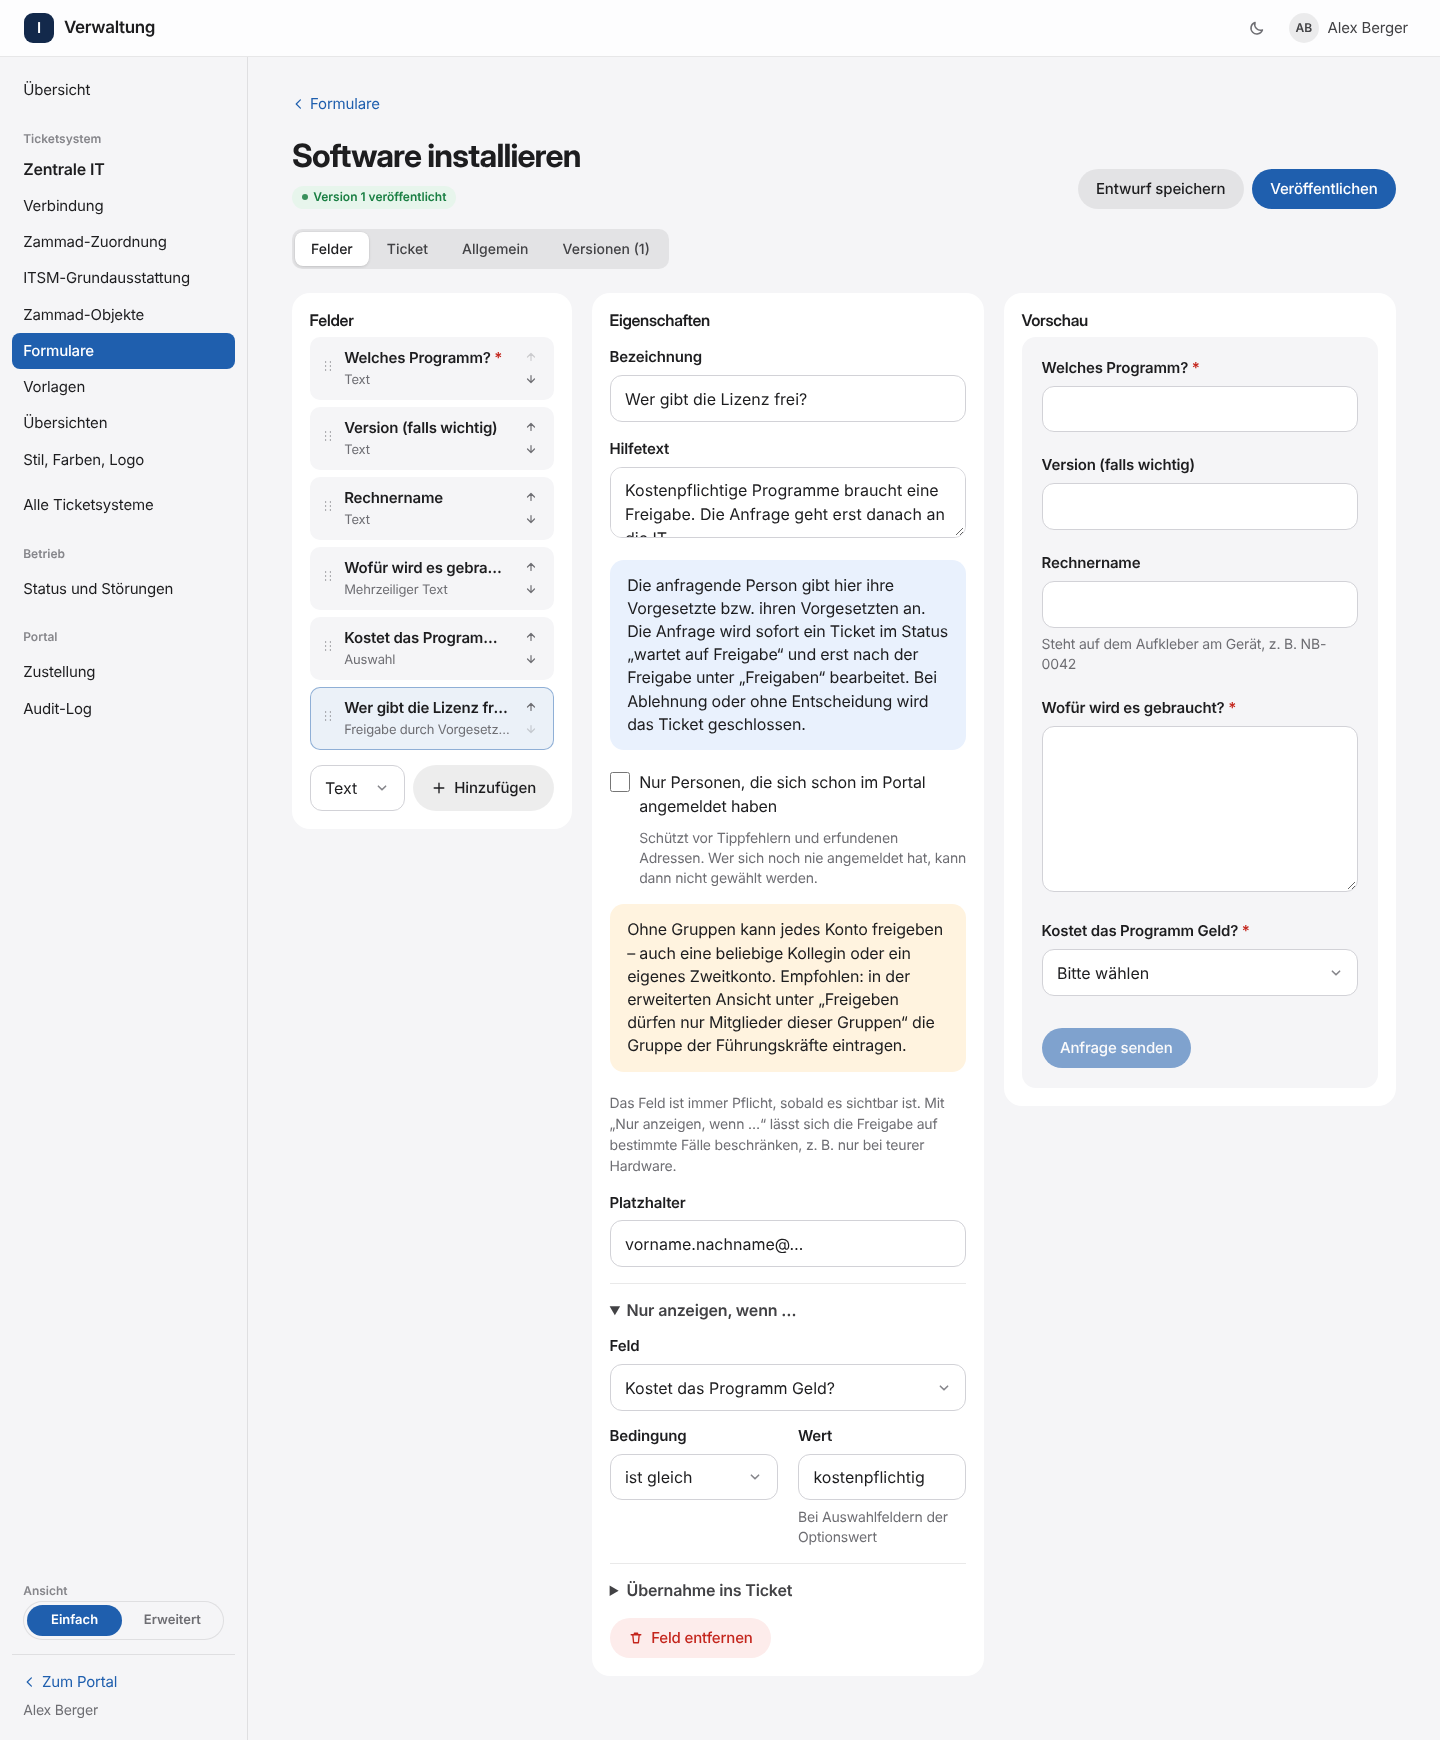 I
Verwaltung
AB
Alex Berger
Übersicht
Ticketsystem
Zentrale IT
Verbindung
Zammad-Zuordnung
ITSM-Grundausstattung
Zammad-Objekte
Formulare
Vorlagen
Übersichten
Stil, Farben, Logo
Alle Ticketsysteme
Betrieb
Status und Störungen
Portal
Zustellung
Audit-Log
Ansicht
Einfach
Erweitert
Zum Portal
Alex Berger
Formulare
Software installieren
Version 1 veröffentlicht
Entwurf speichern
Veröffentlichen
Felder
Ticket
Allgemein
Versionen (1)
Felder
Welches Programm? *
Text
Version (falls wichtig)
Text
Rechnername
Text
Wofür wird es gebra...
Mehrzeiliger Text
Kostet das Program...
Auswahl
Wer gibt die Lizenz fr...
Freigabe durch Vorgesetz...
Text
Hinzufügen
Eigenschaften
Bezeichnung
Wer gibt die Lizenz frei?
Hilfetext
Kostenpflichtige Programme braucht eine
Freigabe. Die Anfrage geht erst danach an
die IT
Die anfragende Person gibt hier ihre
Vorgesetzte bzw. ihren Vorgesetzten an.
Die Anfrage wird sofort ein Ticket im Status
„wartet auf Freigabe“ und erst nach der
Freigabe unter „Freigaben“ bearbeitet. Bei
Ablehnung oder ohne Entscheidung wird
das Ticket geschlossen.
Nur Personen, die sich schon im Portal
angemeldet haben
Schützt vor Tippfehlern und erfundenen
Adressen. Wer sich noch nie angemeldet hat, kann
dann nicht gewählt werden.
Ohne Gruppen kann jedes Konto freigeben
– auch eine beliebige Kollegin oder ein
eigenes Zweitkonto. Empfohlen: in der
erweiterten Ansicht unter „Freigeben
dürfen nur Mitglieder dieser Gruppen“ die
Gruppe der Führungskräfte eintragen.
Das Feld ist immer Pflicht, sobald es sichtbar ist. Mit
„Nur anzeigen, wenn ...“ lässt sich die Freigabe auf
bestimmte Fälle beschränken, z. B. nur bei teurer
Hardware.
Platzhalter
vorname.nachname@...
Nur anzeigen, wenn ...
Feld
Kostet das Programm Geld?
Bedingung
Wert
ist gleich
kostenpflichtig
Bei Auswahlfeldern der
Optionswert
Übernahme ins Ticket
Feld entfernen
Vorschau
Welches Programm? *
Version (falls wichtig)
Rechnername
Steht auf dem Aufkleber am Gerät, z. B. NB-
0042
Wofür wird es gebraucht? *
Kostet das Programm Geld? *
Bitte wählen
Anfrage senden